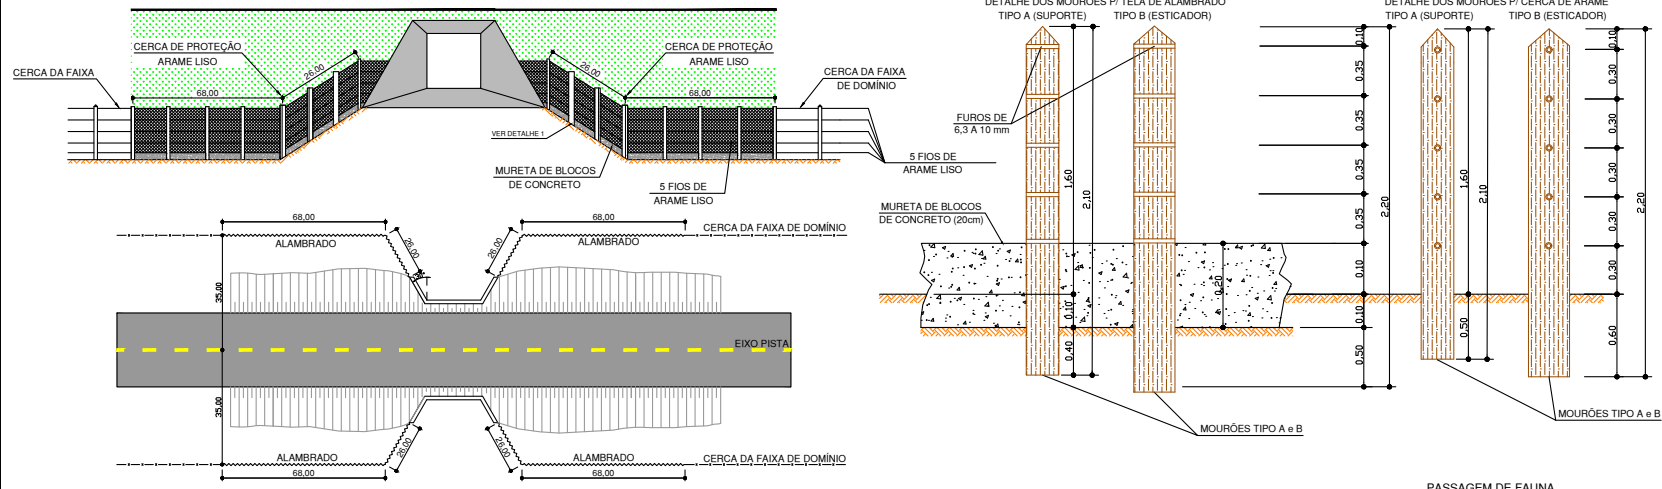 CERCA DE PROTEÇÃO
ARAME LISO
CERCA DA FAIXA
26,00
68,00
CERCA DE PROTEÇÃO
ARAME LISO
CERCA DA FAIXA
DE DOMÍNIO
26,00
68,00
VER DETALHE 1
MURETA DE BLOCOS
DE CONCRETO
5 FIOS DE
ARAME LISO
5 FIOS DE
ARAME LISO
68,00
68,00
CERCA DA FAIXA DE DOMÍNIO
ALAMBRADO
ALAMBRADO
26,00
26,00
35,00
EIXO PISTA
35,00
26,00
26,00
ALAMBRADO
ALAMBRADO
CERCA DA FAIXA DE DOMÍNIO
68,00
68,00
DETALHE DOS MOURÕES P/ TELA DE ALAMBRADO
TIPO A (SUPORTE)
TIPO B (ESTICADOR)
FUROS DE
6,3 A 10 mm
MURETA DE BLOCOS
DE CONCRETO (20cm)
1,60
2,10
0,10
0,40
0,20
0,10
0,35
0,35
0,35
0,35
0,10
0,10
0,50
2,20
MOURÕES TIPO A e B
DETALHE DOS MOURÕES P/ CERCA DE ARAME
TIPO A (SUPORTE)
TIPO B (ESTICADOR)
1,60
2,10
0,50
0,10
0,30
0,30
0,30
0,30
0,30
0,60
2,20
MOURÕES TIPO A e B
PASSAGEM DE FAUNA